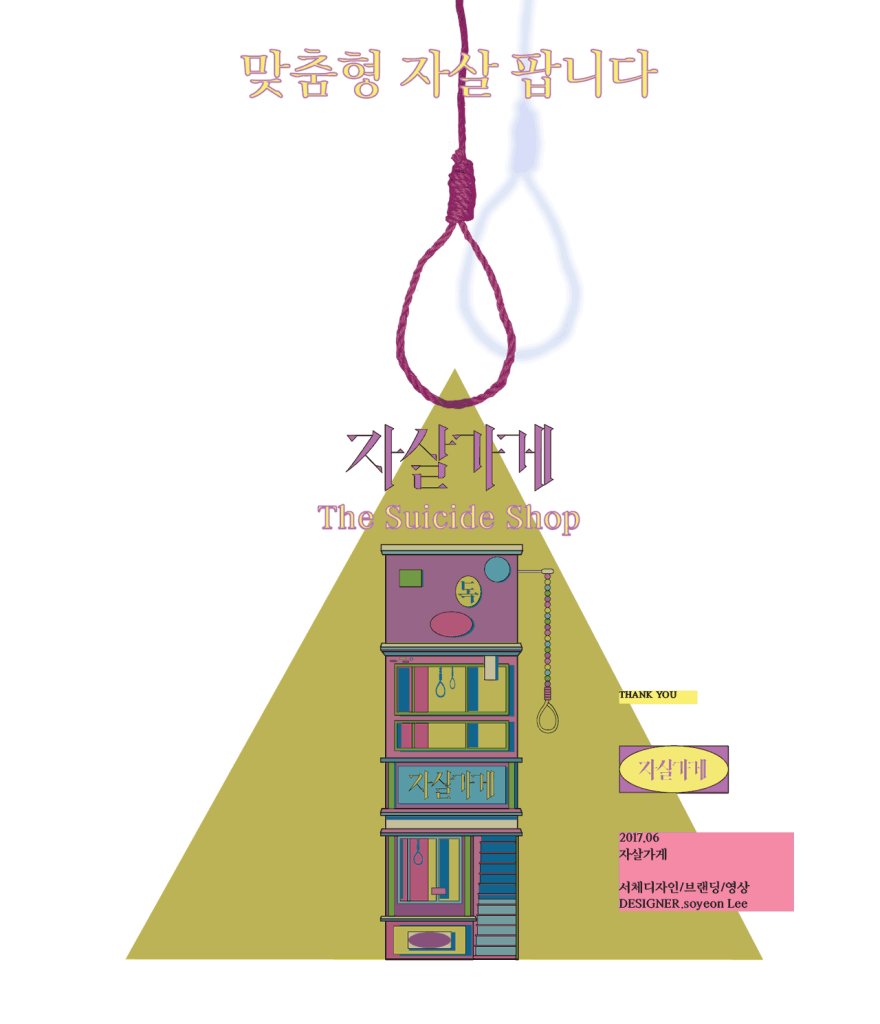 맞춤형 자살 팝니다
자살가게
The Suicide Shop
독
자살가게
THANK YOU
자살가게
2017.06
자살가게
서체디자인/브랜딩/영상
DESIGNER.soyeon Lee